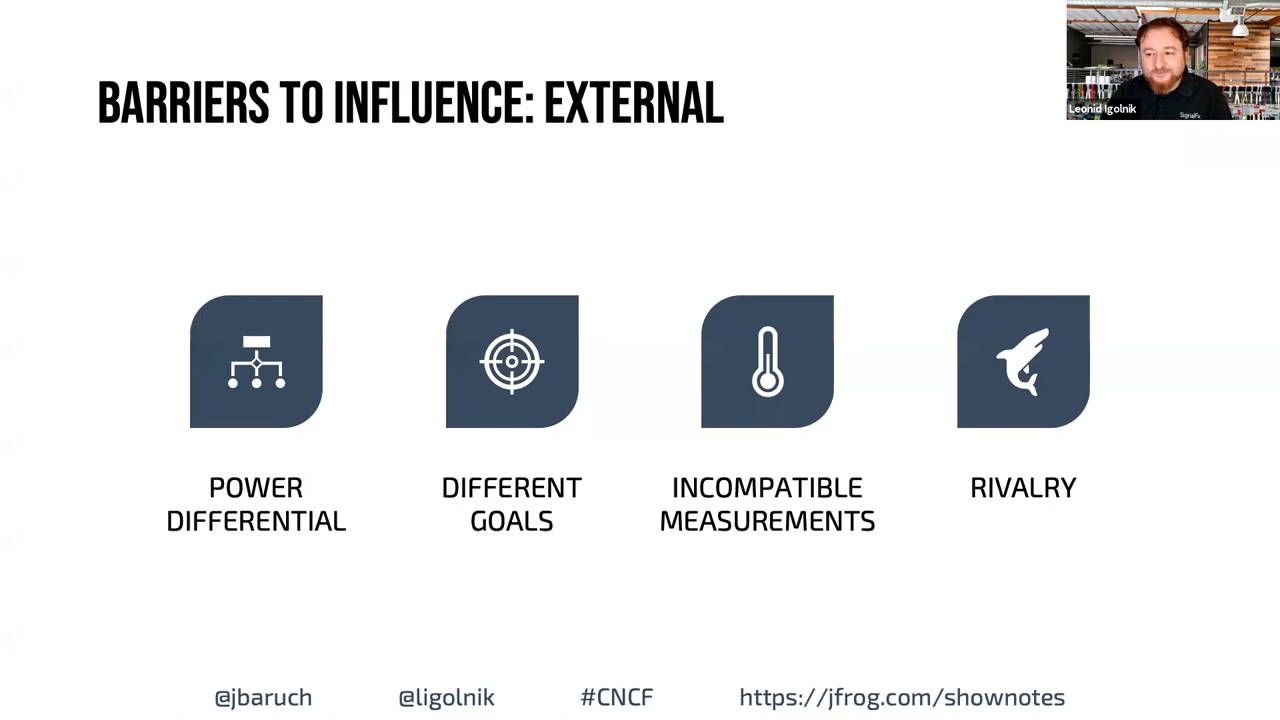 BARRIERS TO INFLUENCE: EXTERNAL
SignalFx
Leonid Igolnik
POWER
DIFFERENTIAL
DIFFERENT
GOALS
INCOMPATIBLE
MEASUREMENTS
RIVALRY
@jbaruch
@ligolnik
#CNCF
https://jfrog.com/shownotes